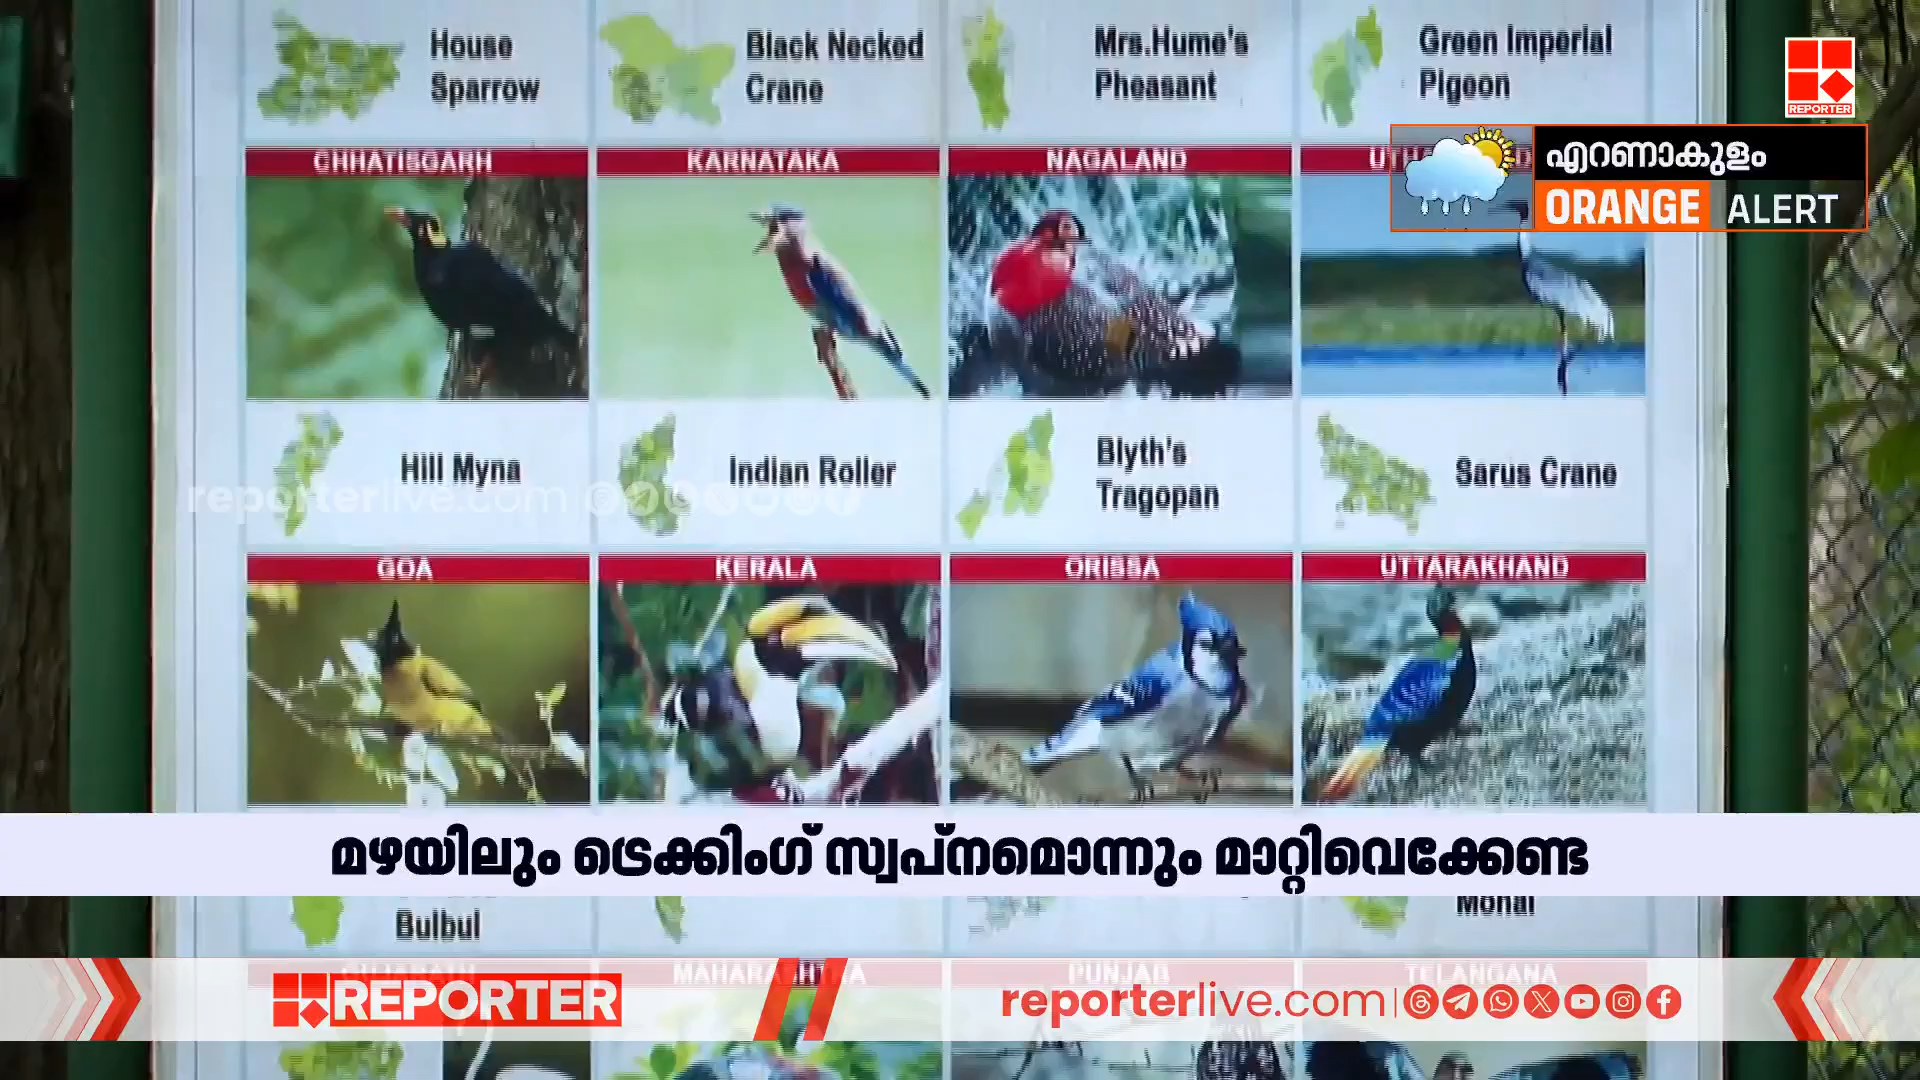 House
Sparrow
Black Necked
Crane
Mrs.Hume's
Pheasant
Green Imperial
Pigeon
REPORTER
എറണാകുളം
ORANGE ALERT
CHHATISGARH
KARNATAKA
NAGALAND
Hill Myna
Indian Roller
Blyth's
Tragopan
Sarus Crane
reporterlive.com
GOA
KERALA
ORISSA
UTTARAKHAND
മഴയിലും ട്രെക്കിംഗ് സ്വപ്നമൊന്നും മാറ്റിവെക്കേണ്ട
Bulbul
Monal
MAHARASHTRA
PUNJAB
TELANGANA
REPORTER
reporterlive.com